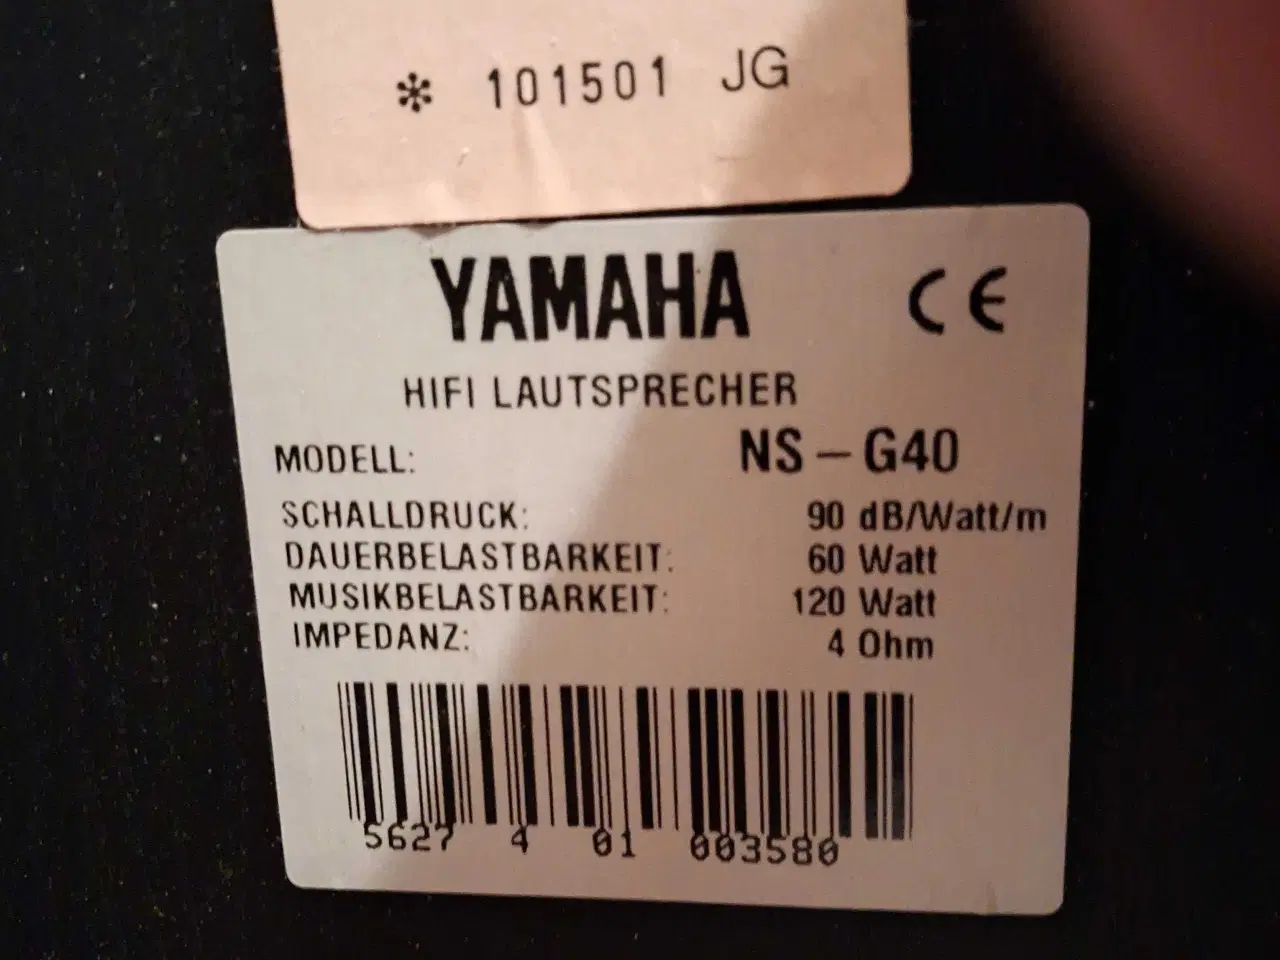 * 101501 JG
YAMAHA CE
HIFI LAUTSPRECHER
MODELL: NS – G40
SCHALLDRUCK: 90 dB/Watt/m
DAUERBELASTBARKEIT: 60 Watt
MUSIKBELASTBARKEIT: 120 Watt
IMPEDANZ: 4 Ohm
5627 4 01 003580